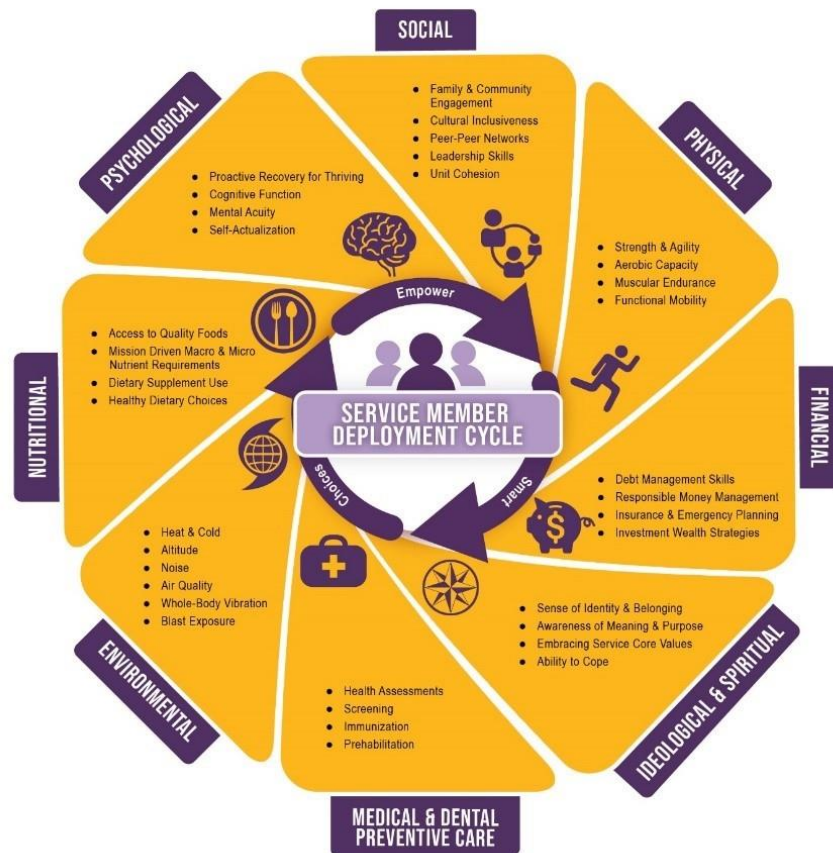 SOCIAL
● Family & Community
Engagement
● Cultural Inclusiveness
● Peer-Peer Networks
● Leadership Skills
● Unit Cohesion
PHYSICAL
● Strength & Agility
● Aerobic Capacity
● Muscular Endurance
● Functional Mobility
FINANCIAL
● Debt Management Skills
● Responsible Money Management
● Insurance & Emergency Planning
● Investment Wealth Strategies
IDEOLOGICAL & SPIRITUAL
● Sense of Identity & Belonging
● Awareness of Meaning & Purpose
● Embracing Service Core Values
● Ability to Cope
MEDICAL & DENTAL
PREVENTIVE CARE
● Health Assessments
● Screening
● Immunization
● Prehabilitation
ENVIRONMENTAL
● Heat & Cold
● Altitude
● Noise
● Air Quality
● Whole-Body Vibration
● Blast Exposure
NUTRITIONAL
● Access to Quality Foods
● Mission Driven Macro & Micro
Nutrient Requirements
● Dietary Supplement Use
● Healthy Dietary Choices
PSYCHOLOGICAL
● Proactive Recovery for Thriving
● Cognitive Function
● Mental Acuity
● Self-Actualization
Empower
Smart
Choices
SERVICE MEMBER
DEPLOYMENT CYCLE
$